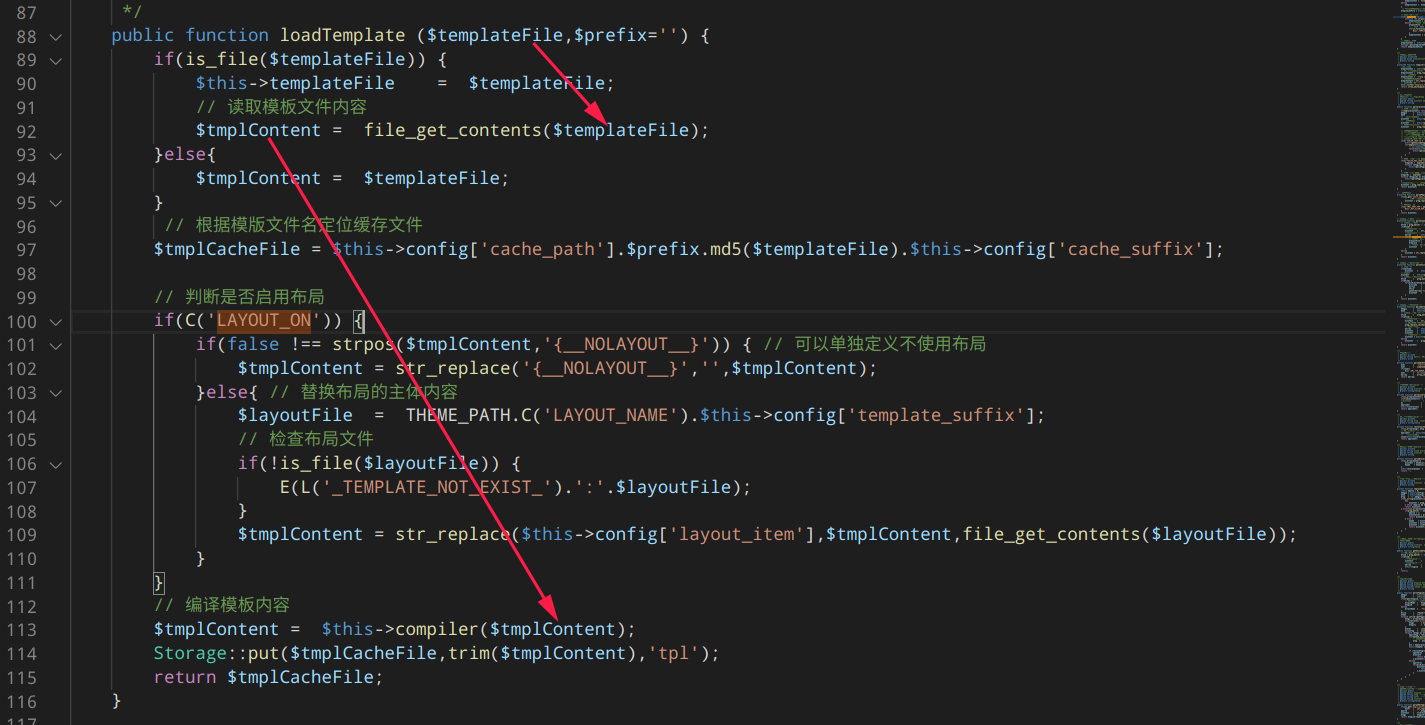 87 */
88 public function loadTemplate ($templateFile,$prefix='') {
89 if(is_file($templateFile)) {
90 $this->templateFile    =  $templateFile;
91 // 读取模板文件内容
92 $tmplContent =  file_get_contents($templateFile);
93 }else{
94 $tmplContent =  $templateFile;
95 }
96 // 根据模版文件名定位缓存文件
97 $tmplCacheFile = $this->config['cache_path'].$prefix.md5($templateFile).$this->config['cache_suffix'];
98
99 // 判断是否启用布局
100 if(C('LAYOUT_ON')) {
101 if(false !== strpos($tmplContent,'{__NOLAYOUT__}')) { // 可以单独定义不使用布局
102 $tmplContent = str_replace('{__NOLAYOUT__}','',$tmplContent);
103 }else{ // 替换布局的主体内容
104 $layoutFile  =  THEME_PATH.C('LAYOUT_NAME').$this->config['template_suffix'];
105 // 检查布局文件
106 if(!is_file($layoutFile)) {
107 E(L('_TEMPLATE_NOT_EXIST_').':'.$layoutFile);
108 }
109 $tmplContent = str_replace($this->config['layout_item'],$tmplContent,file_get_contents($layoutFile));
110 }
111 }
112 // 编译模板内容
113 $tmplContent =  $this->compiler($tmplContent);
114 Storage::put($tmplCacheFile,trim($tmplContent),'tpl');
115 return $tmplCacheFile;
116 }
117